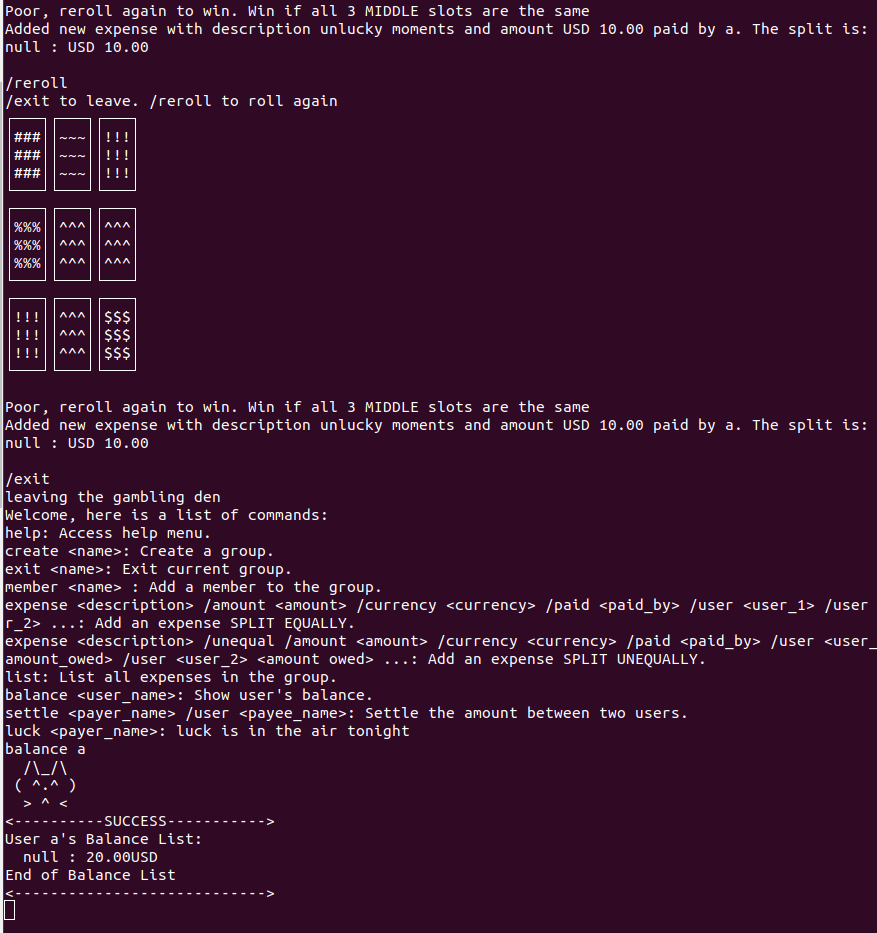 Poor, reroll again to win. Win if all 3 MIDDLE slots are the same
Added new expense with description unlucky moments and amount USD 10.00 paid by a. The split is:
null : USD 10.00
/reroll
/exit to leave. /reroll to roll again
### ~~~ !!!
### ~~~ !!!
### ~~~ !!!
%%% ^^^ ^^^
%%% ^^^ ^^^
%%% ^^^ ^^^
!!! ^^^ $$$
!!! ^^^ $$$
!!! ^^^ $$$
Poor, reroll again to win. Win if all 3 MIDDLE slots are the same
Added new expense with description unlucky moments and amount USD 10.00 paid by a. The split is:
null : USD 10.00
/exit
leaving the gambling den
Welcome, here is a list of commands:
help: Access help menu.
create <name>: Create a group.
exit <name>: Exit current group.
member <name> : Add a member to the group.
expense <description> /amount <amount> /currency <currency> /paid <paid_by> /user <user_1> /user
r_2> ...: Add an expense SPLIT EQUALLY.
expense <description> /unequal /amount <amount> /currency <currency> /paid <paid_by> /user <user_
amount_owed> /user <user_2> <amount owed> ...: Add an expense SPLIT UNEQUALLY.
list: List all expenses in the group.
balance <user_name>: Show user's balance.
settle <payer_name> /user <payee_name>: Settle the amount between two users.
luck <payer_name>: luck is in the air tonight
balance a
  /\_/\
 ( ^.^ )
  > ^ <
<----------SUCCESS----------->
User a's Balance List:
  null : 20.00USD
End of Balance List
<---------------------------->